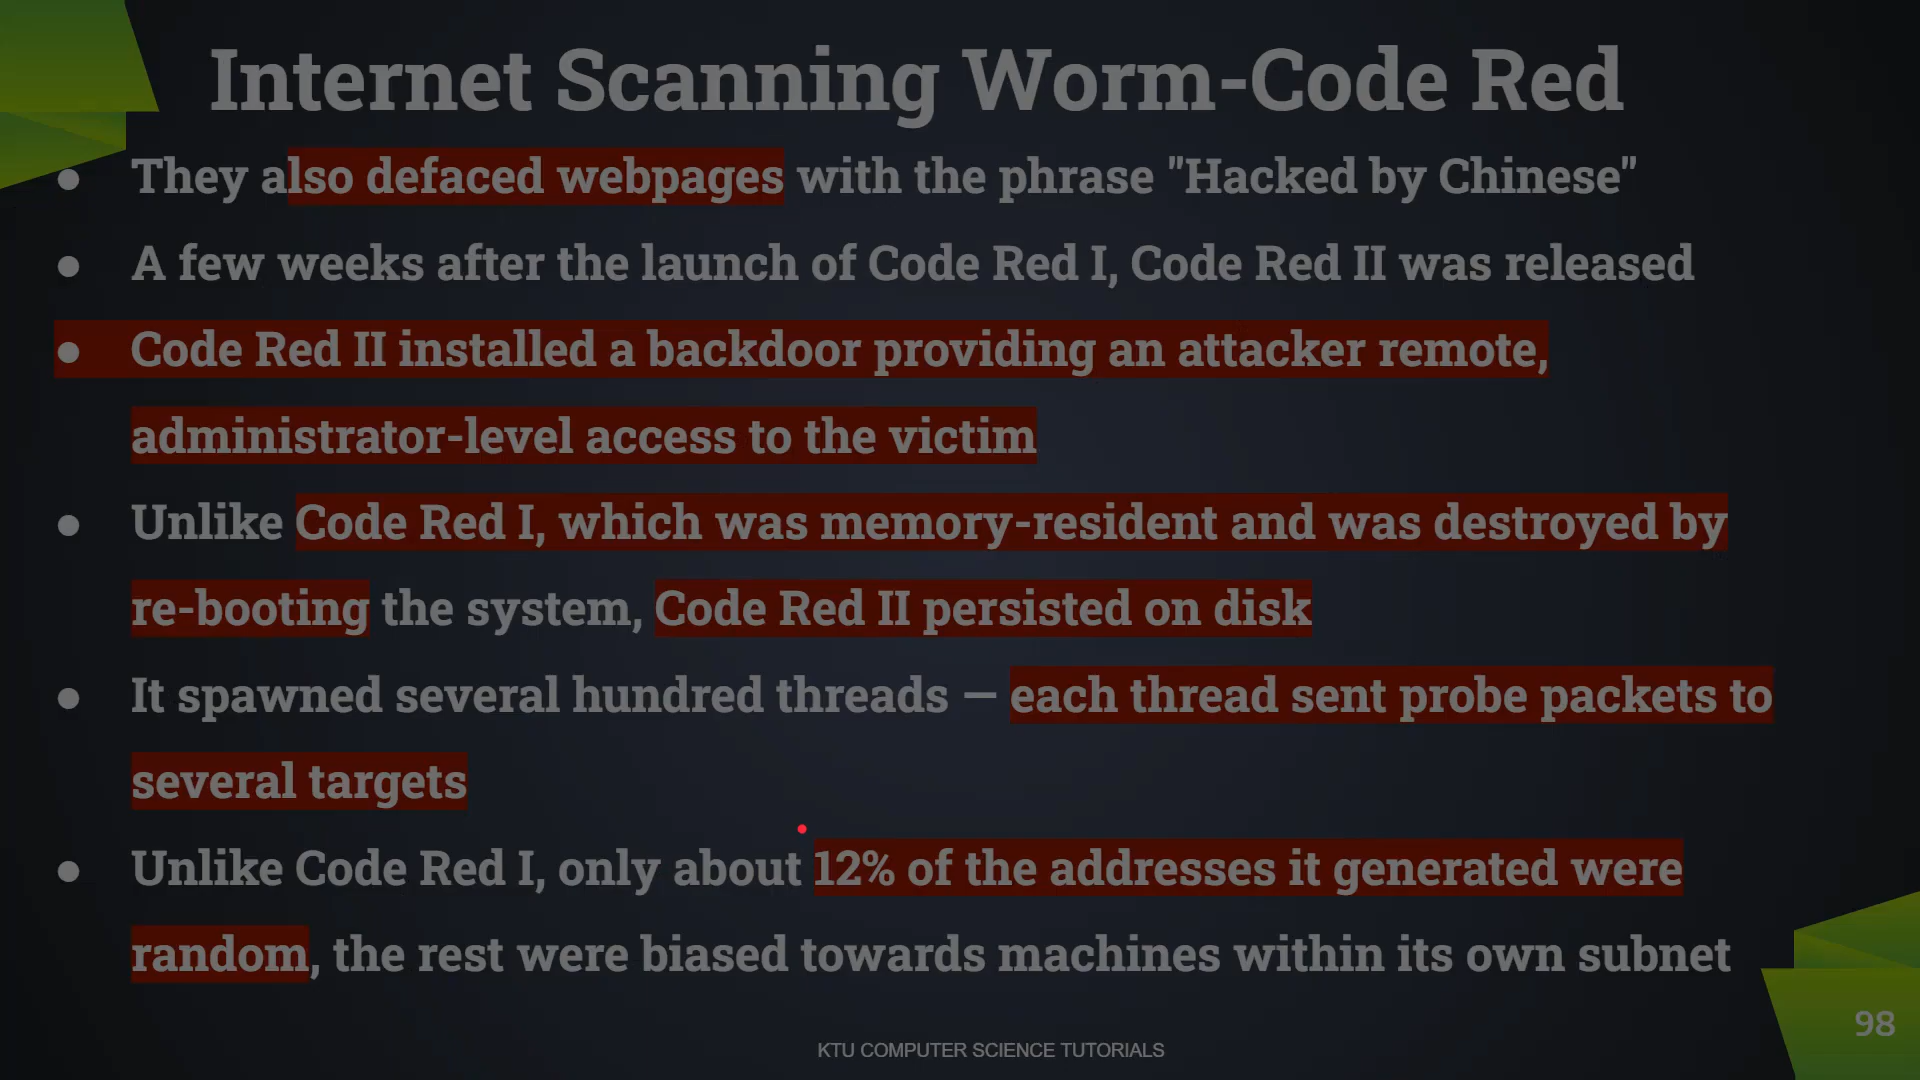 Internet Scanning Worm-Code Red
● They also defaced webpages with the phrase "Hacked by Chinese"
● A few weeks after the launch of Code Red I, Code Red II was released
● Code Red II installed a backdoor providing an attacker remote,
administrator-level access to the victim
● Unlike Code Red I, which was memory-resident and was destroyed by
re-booting the system, Code Red II persisted on disk
● It spawned several hundred threads — each thread sent probe packets to
several targets
● Unlike Code Red I, only about 12% of the addresses it generated were
random, the rest were biased towards machines within its own subnet
98
KTU COMPUTER SCIENCE TUTORIALS